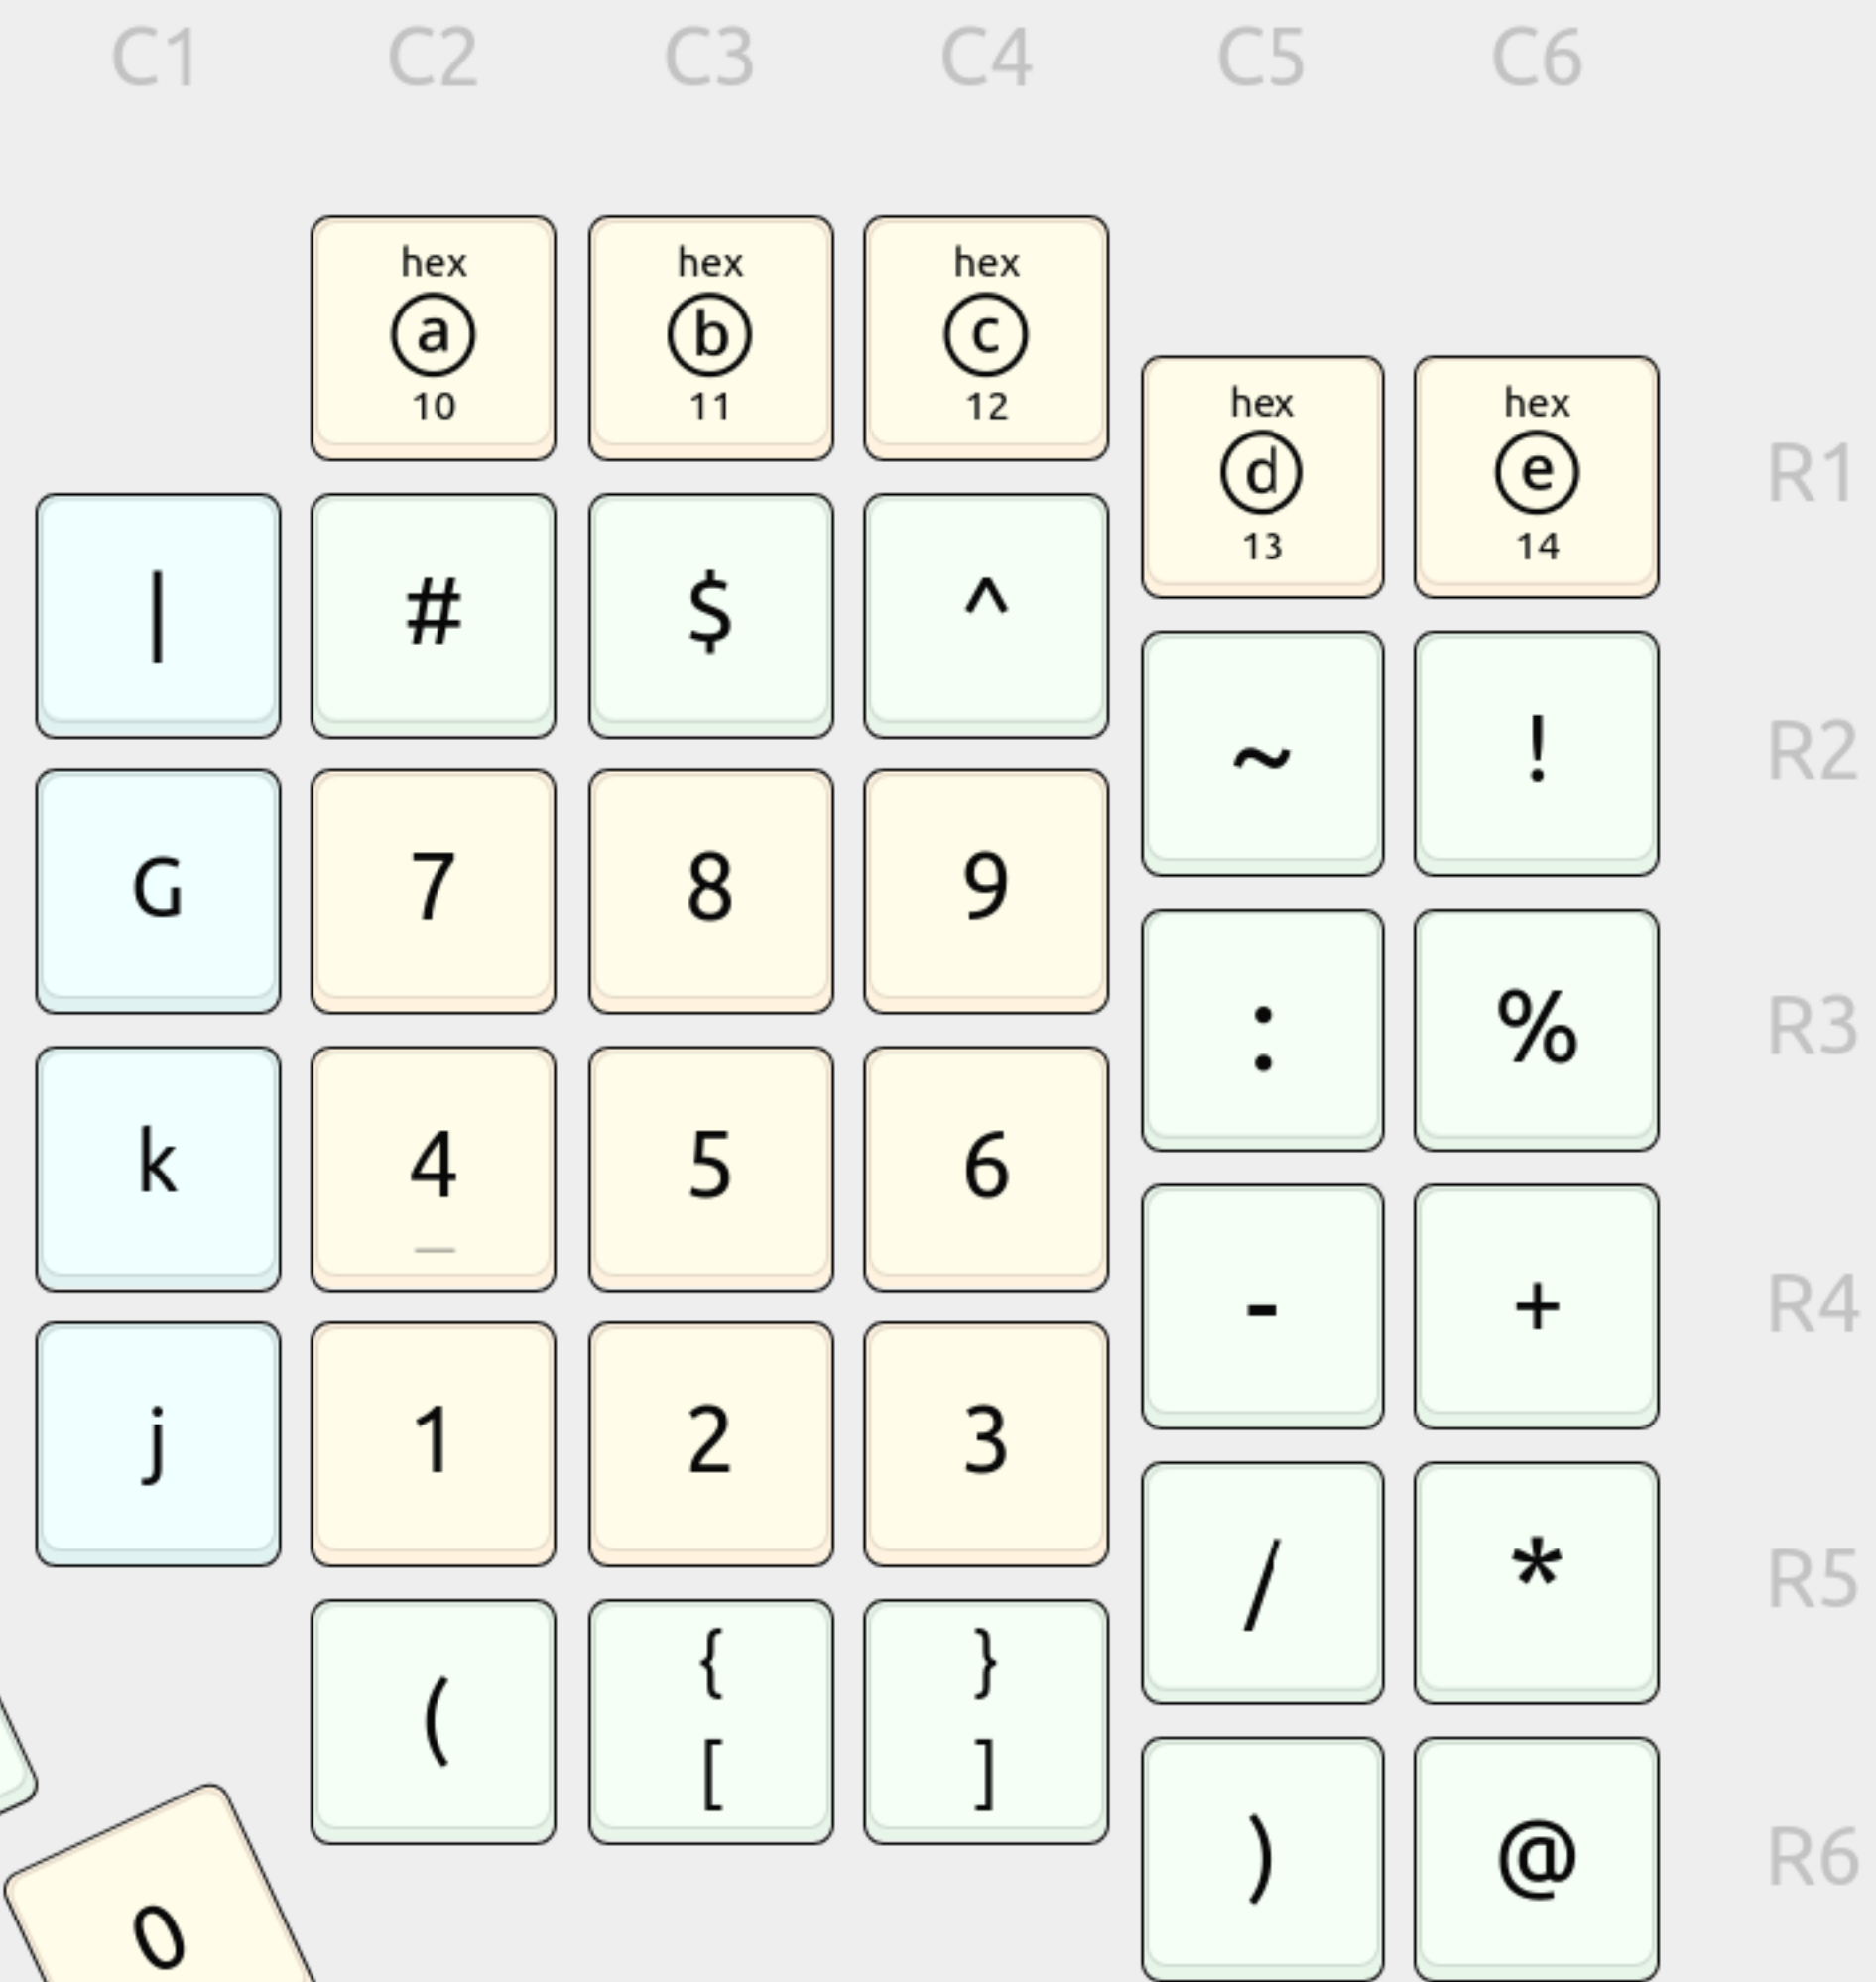 C1 C2 C3 C4 C5 C6
hex hex hex
a b c
10 11 12
hex hex
d e
13 14
R1
| # $ ^
~ ! R2
G 7 8 9
: % R3
k 4 5 6
_
- + R4
j 1 2 3
/ * R5
{ }
(
[ ]
) @ R6
0